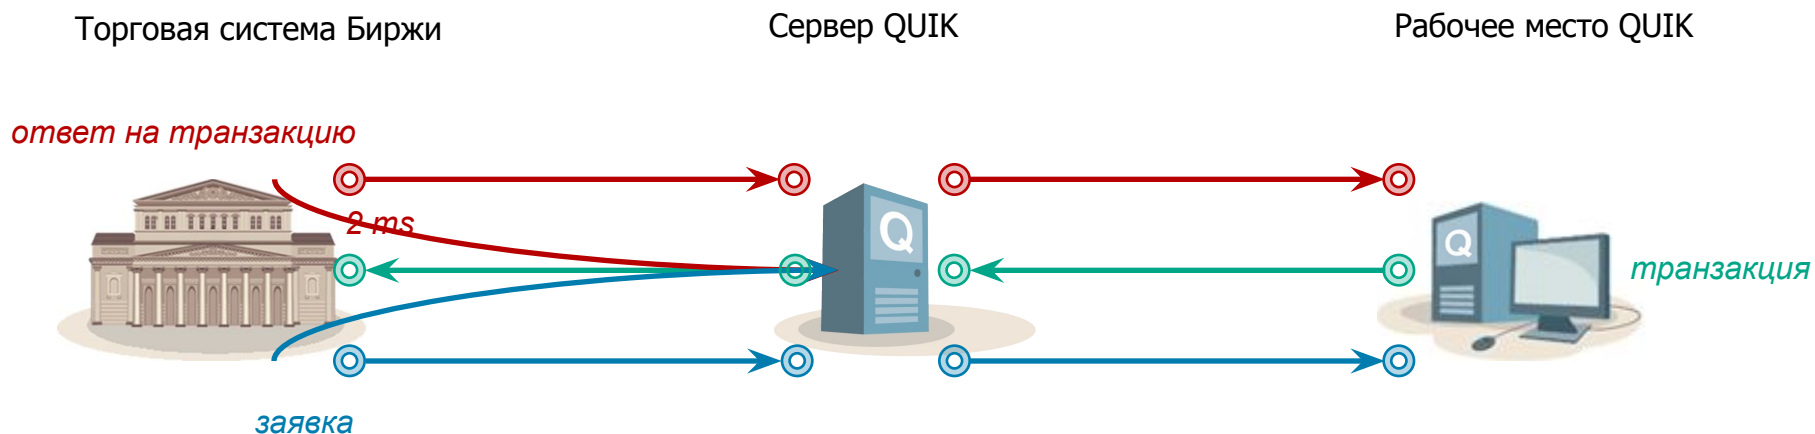 Торговая система Биржи
Сервер QUIK
Рабочее место QUIK
ответ на транзакцию
2 ms
Q
Q
транзакция
заявка